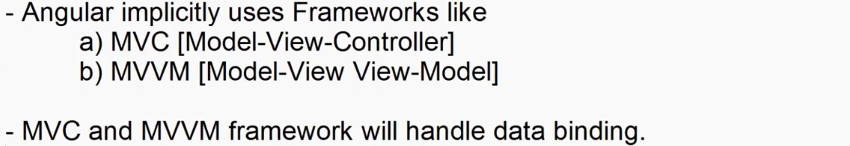 - Angular implicitly uses Frameworks like
a) MVC [Model-View-Controller]
b) MVVM [Model-View View-Model]
- MVC and MVVM framework will handle data binding.